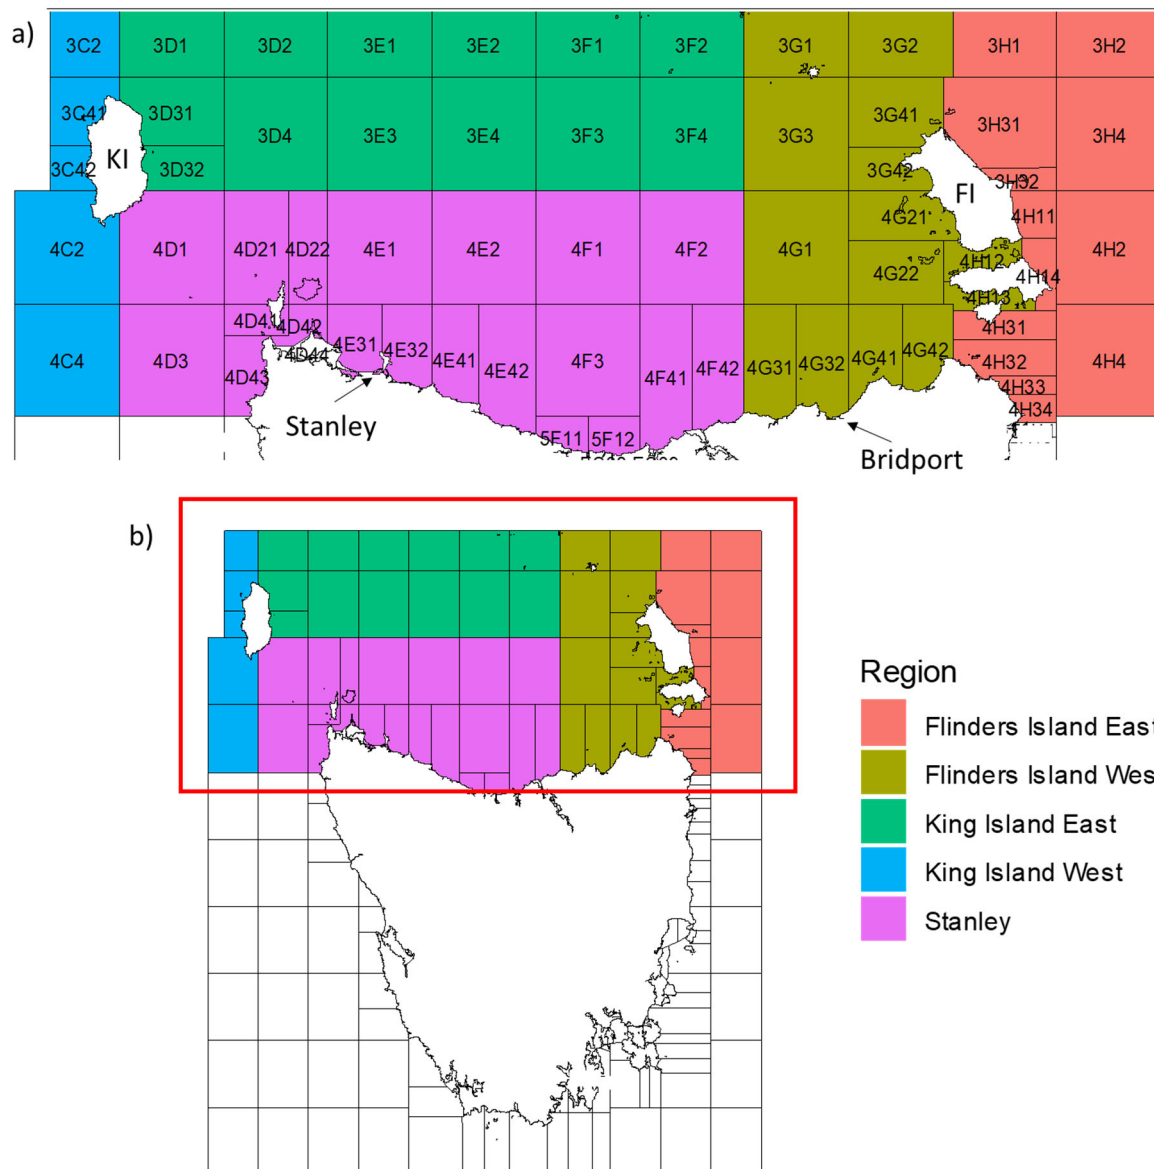 a)
3C2 3D1 3D2 3E1 3E2 3F1 3F2 3G1 3G2 3H1 3H2
3C41 3D31 3D4 3E3 3E4 3F3 3F4 3G3 3G41 3H31 3H4
3C42 KI 3D32 3G42 FI 3H32
4C2 4D1 4D21 4D22 4E1 4E2 4F1 4F2 4G1 4G21 4H11 4H2
4G22 4H12 4H14
4H13
4C4 4D3 4D41 4D42 4E31 4E32 4E41 4E42 4F3 4F41 4F42 4G31 4G32 4G41 4G42 4H31 4H4
4D43 4D44 4H32
4H33
4H34
Stanley 5F11 5F12 Bridport
b)
Region
Flinders Island East
Flinders Island West
King Island East
King Island West
Stanley